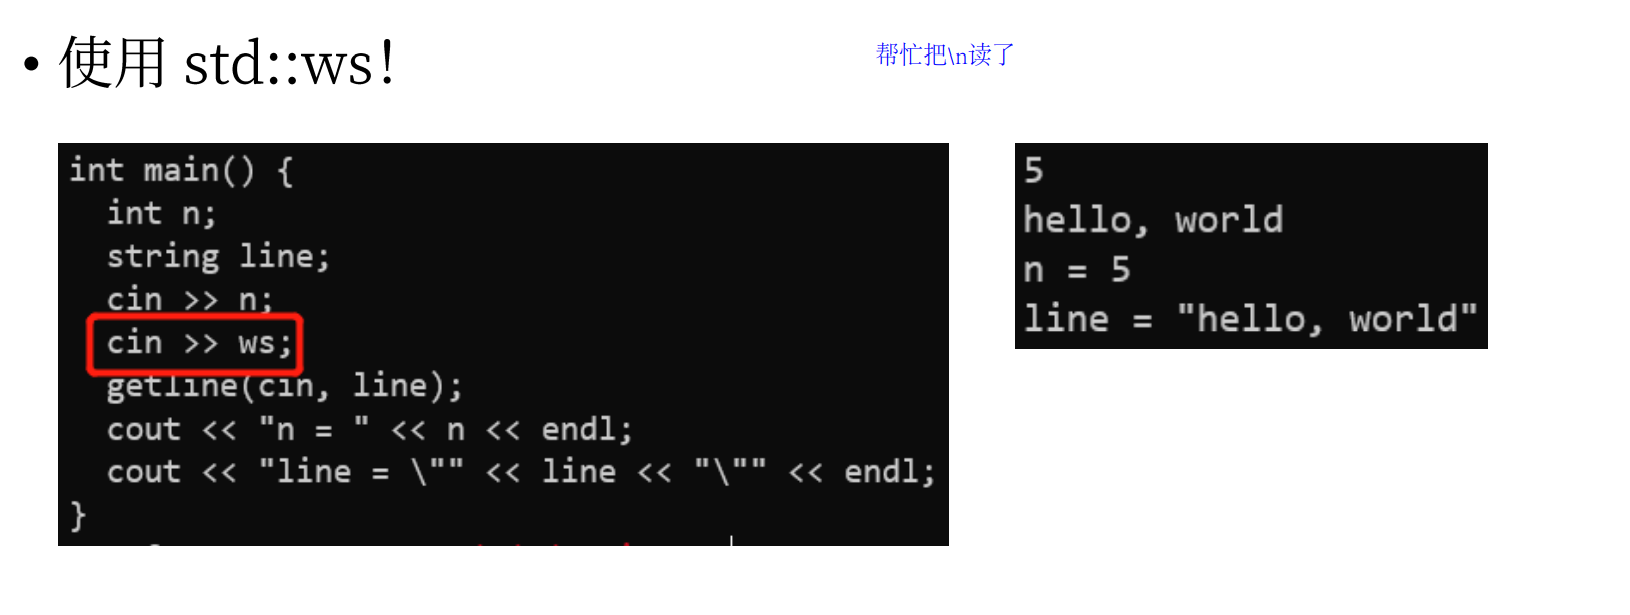 • 使用 std::ws!
帮忙把\n读了
int main() {
  int n;
  string line;
  cin >> n;
  cin >> ws;
  getline(cin, line);
  cout << "n = " << n << endl;
  cout << "line = \"" << line << "\"" << endl;
}
5
hello, world
n = 5
line = "hello, world"